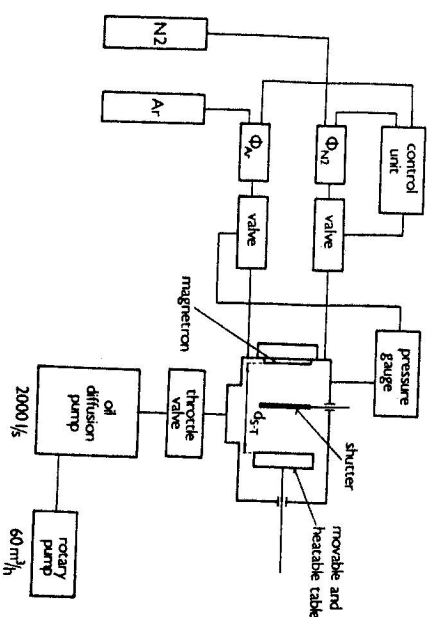 N2
Ar
ΦN2
ΦAr
control
unit
valve
valve
pressure
gauge
magnetron
dS-T
shutter
movable and
heatable table
throttle
valve
oil
diffusion
pump
2000 l/s
rotary
pump
60 m³/h